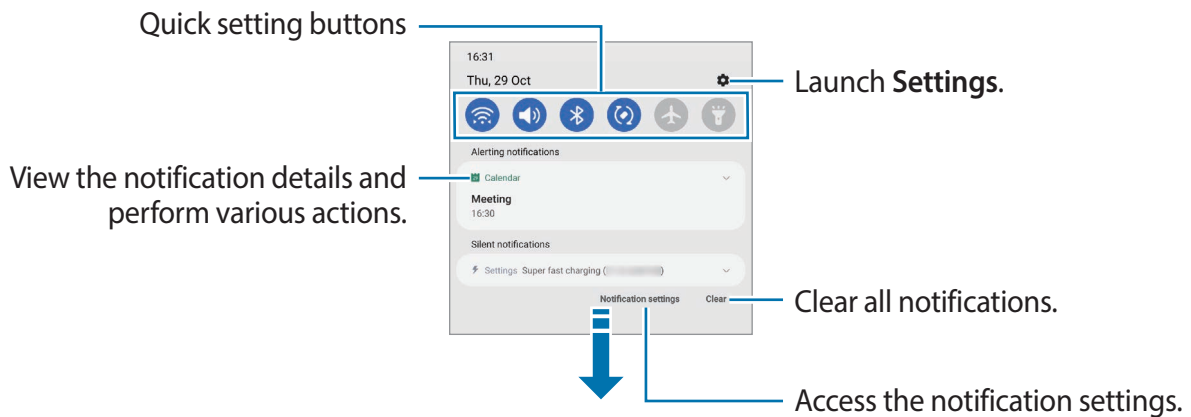 Quick setting buttons
16:31
Thu, 29 Oct
Launch Settings.
Alerting notifications
View the notification details and
perform various actions.
Calendar
Meeting
16:30
Silent notifications
Settings Super fast charging ( )
Notification settings Clear
Clear all notifications.
Access the notification settings.